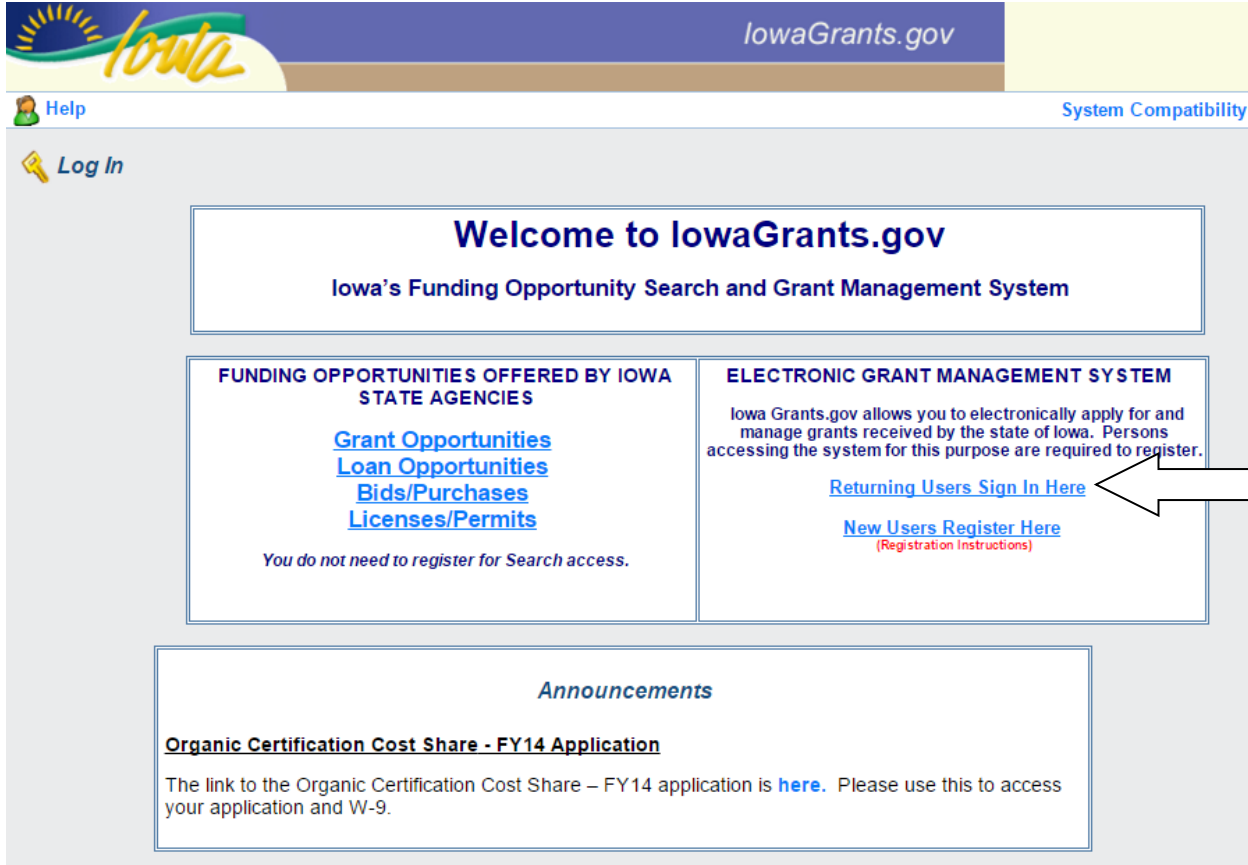 Iowa
IowaGrants.gov
Help
System Compatibility
Log In
Welcome to IowaGrants.gov
Iowa's Funding Opportunity Search and Grant Management System
FUNDING OPPORTUNITIES OFFERED BY IOWA
STATE AGENCIES
Grant Opportunities
Loan Opportunities
Bids/Purchases
Licenses/Permits
You do not need to register for Search access.
ELECTRONIC GRANT MANAGEMENT SYSTEM
Iowa Grants.gov allows you to electronically apply for and
manage grants received by the state of Iowa. Persons
accessing the system for this purpose are required to register.
Returning Users Sign In Here
New Users Register Here
(Registration Instructions)
Announcements
Organic Certification Cost Share - FY14 Application
The link to the Organic Certification Cost Share – FY14 application is here. Please use this to access
your application and W-9.